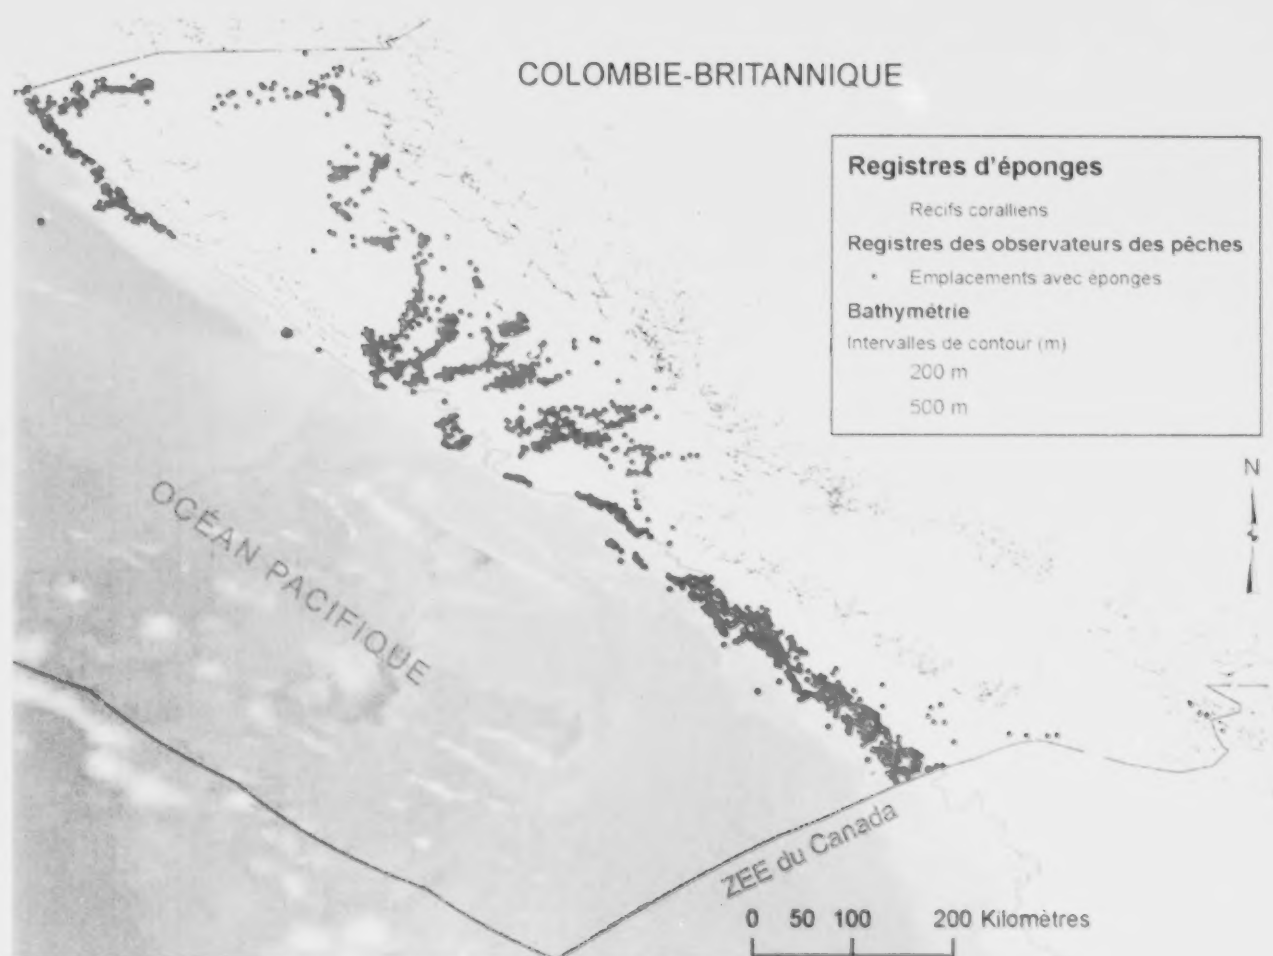 COLOMBIE-BRITANNIQUE
Registres d'éponges
Recifs coralliens
Registres des observateurs des pêches
Emplacements avec éponges
Bathymétrie
Intervalles de contour (m)
200 m
500 m
N
OCÉAN PACIFIQUE
ZEE du Canada
0 50 100 200 Kilomètres